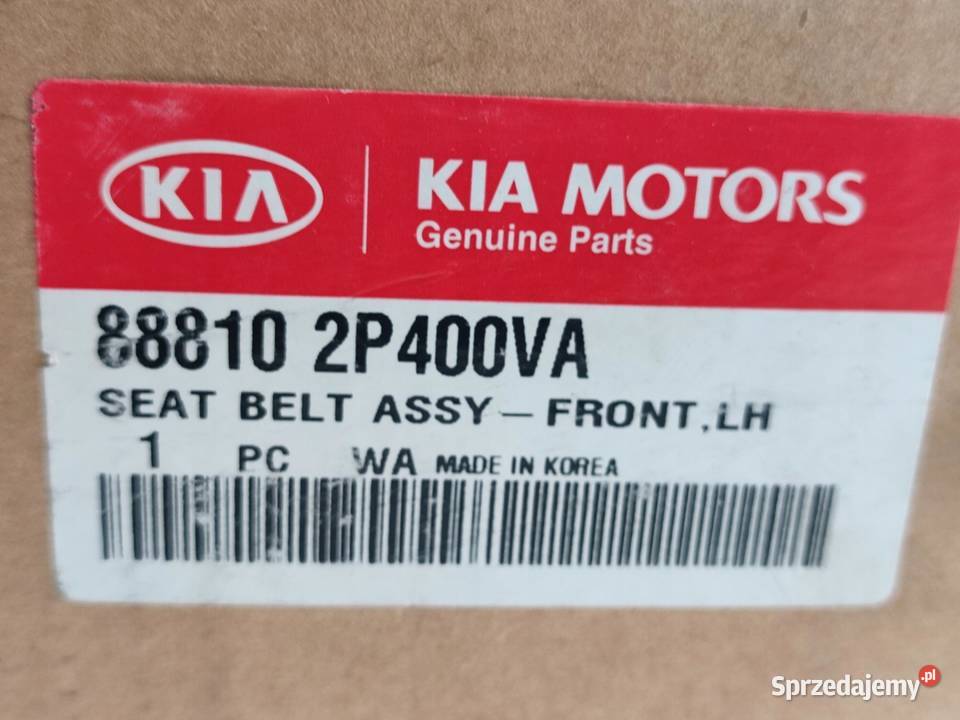 KIA
KIA MOTORS
Genuine Parts
88810 2P400VA
SEAT BELT ASSY-FRONT,LH
1 PC WA MADE IN KOREA
Sprzedajemy.pl